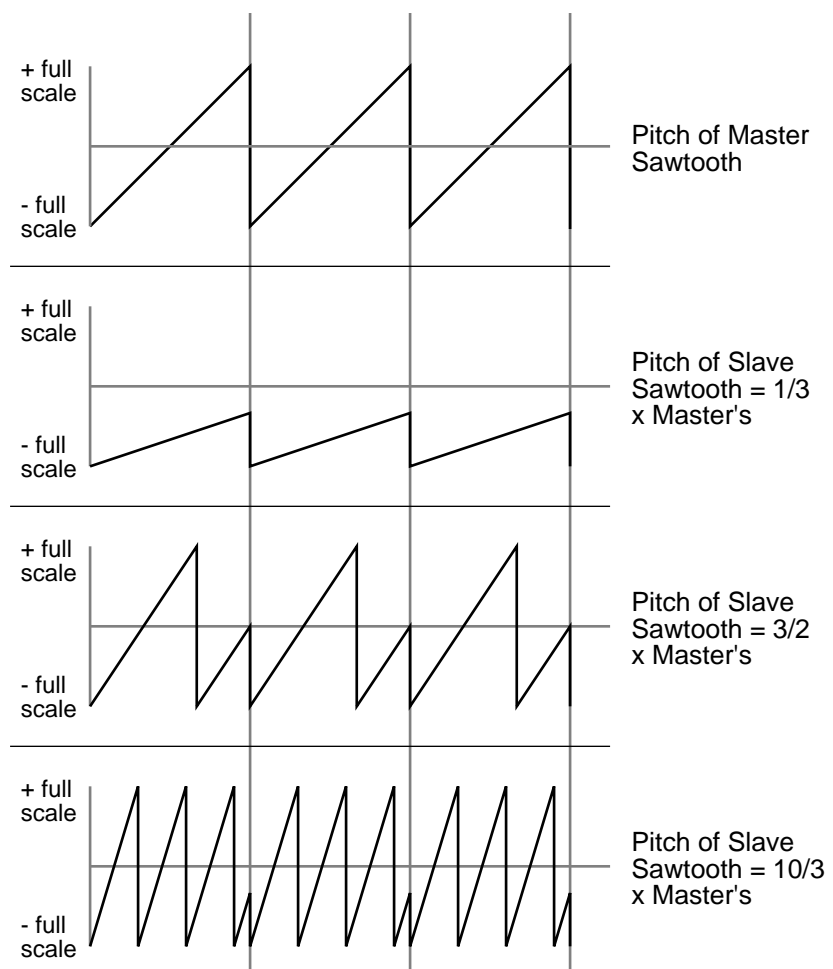 + full
scale
- full
scale
Pitch of Master
Sawtooth
+ full
scale
- full
scale
Pitch of Slave
Sawtooth = 1/3
x Master's
+ full
scale
- full
scale
Pitch of Slave
Sawtooth = 3/2
x Master's
+ full
scale
- full
scale
Pitch of Slave
Sawtooth = 10/3
x Master's